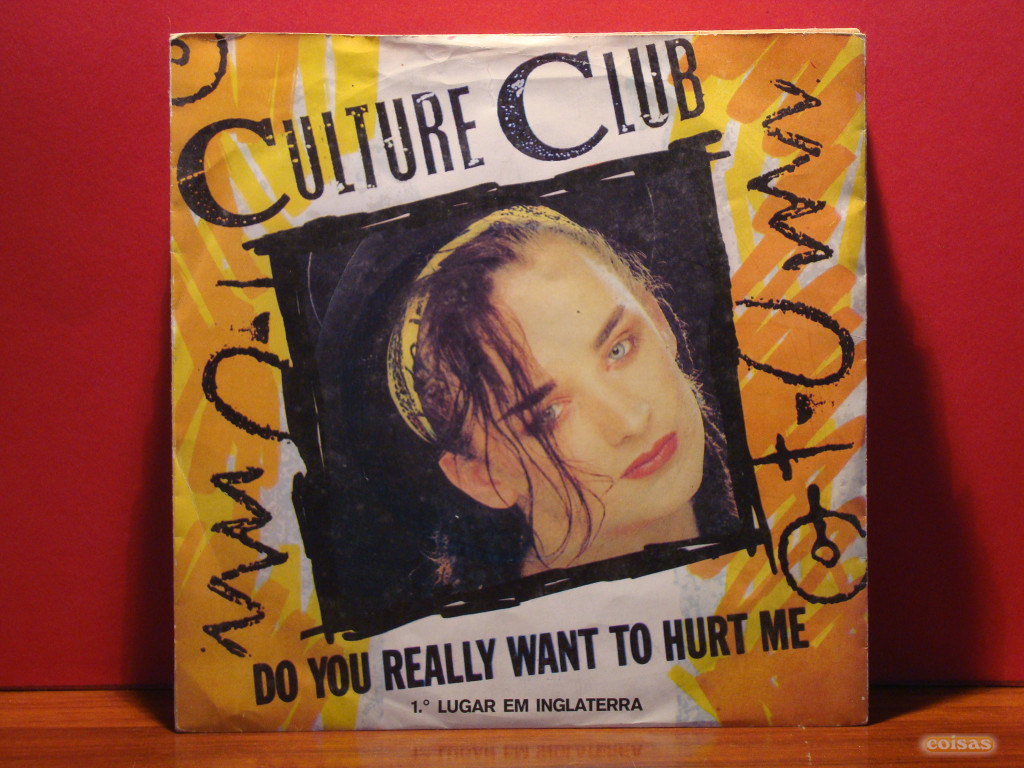 CULTURE CLUB
DO YOU REALLY WANT TO HURT ME
1.º LUGAR EM INGLATERRA
coisas